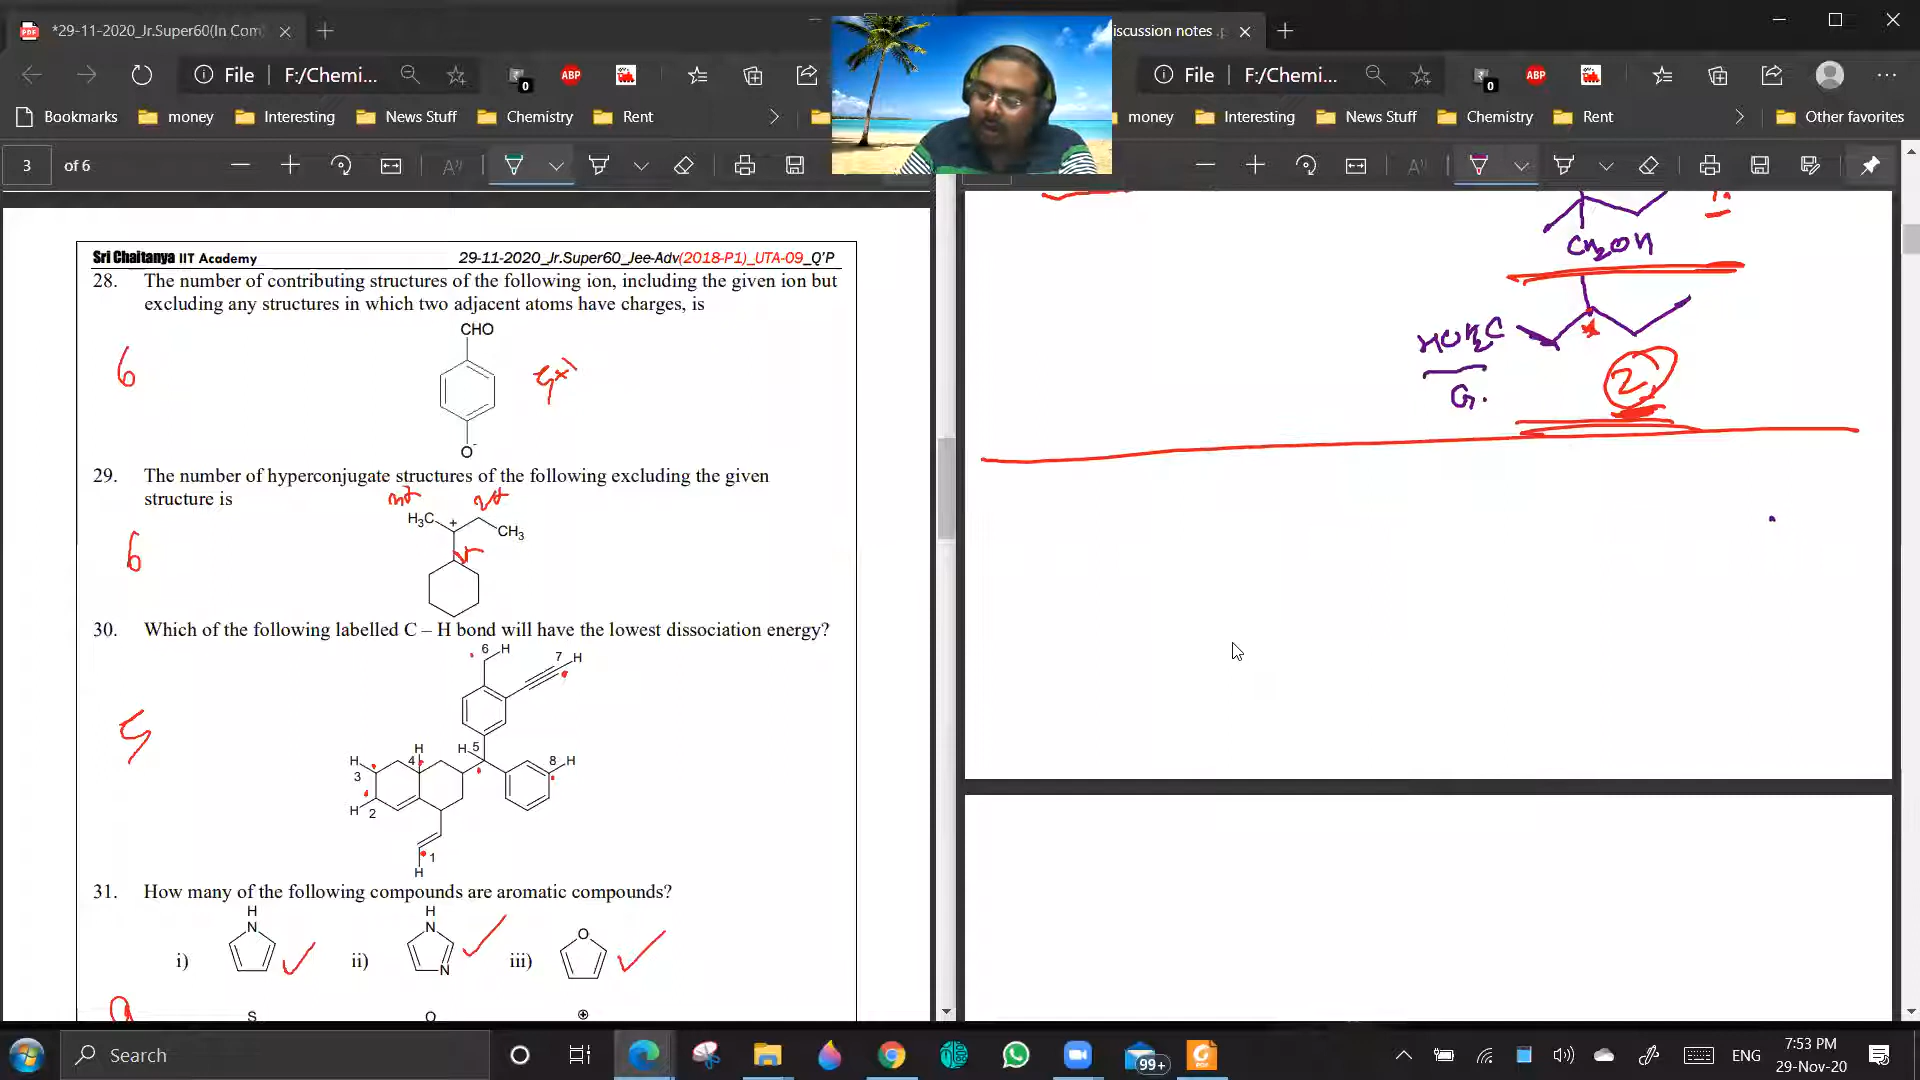 *29-11-2020_Jr.Super60(In Com
iscussion notes .p
File F:/Chemi...
File F:/Chemi...
Bookmarks money Interesting News Stuff Chemistry Rent
money Interesting News Stuff Chemistry Rent Other favorites
3 of 6
Sri Chaitanya IIT Academy 29-11-2020_Jr.Super60_Jee-Adv(2018-P1)_UTA-09_Q'P
28. The number of contributing structures of the following ion, including the given ion but
excluding any structures in which two adjacent atoms have charges, is
CHO
6
5+1
O-
29. The number of hyperconjugate structures of the following excluding the given
structure is
H3C + CH3
6
30. Which of the following labelled C – H bond will have the lowest dissociation energy?
6 H 7 H
5
H H 5
H 4 8 H
3
H 2
1
H
31. How many of the following compounds are aromatic compounds?
H H
N N O
i) ii) iii)
N
9
S O ⊕
CH2OH
HOH2C
G.
2
Search
99+
ENG
7:53 PM
29-Nov-20